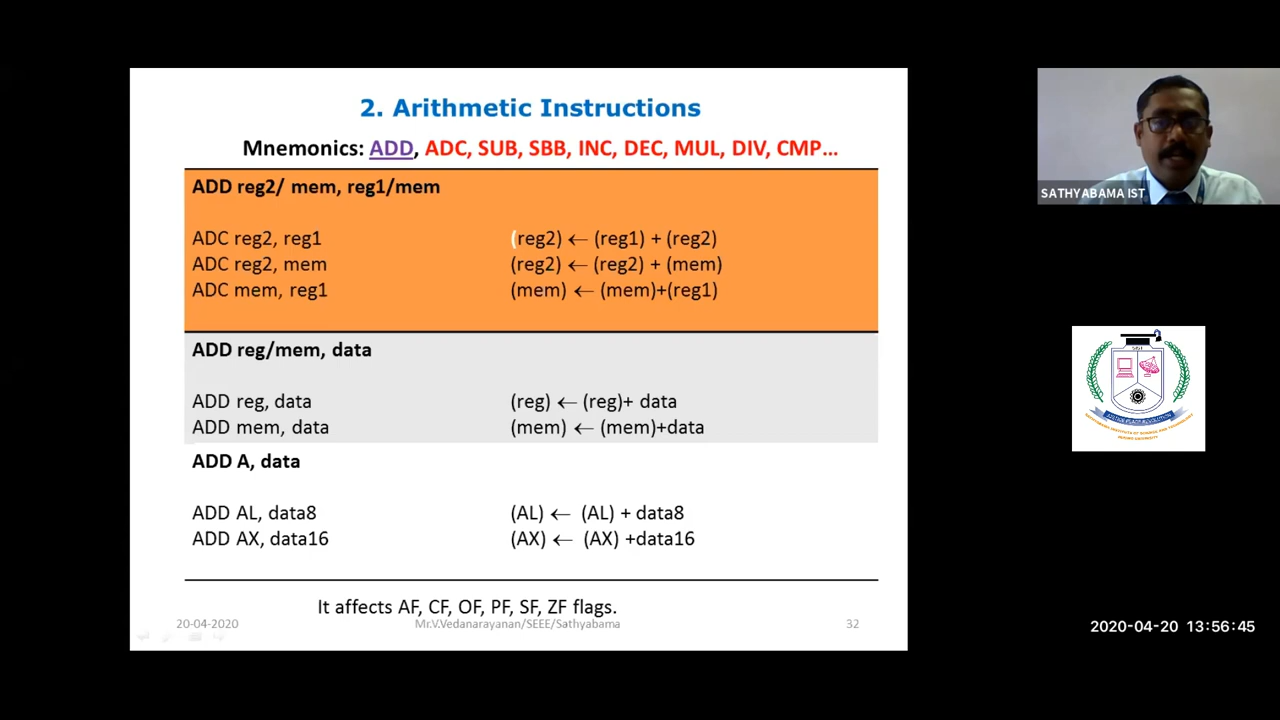 2. Arithmetic Instructions
Mnemonics: ADD, ADC, SUB, SBB, INC, DEC, MUL, DIV, CMP…
ADD reg2/ mem, reg1/mem
ADC reg2, reg1 (reg2) ← (reg1) + (reg2)
ADC reg2, mem (reg2) ← (reg2) + (mem)
ADC mem, reg1 (mem) ← (mem)+(reg1)
ADD reg/mem, data
ADD reg, data (reg) ← (reg)+ data
ADD mem, data (mem) ← (mem)+data
ADD A, data
ADD AL, data8 (AL) ← (AL) + data8
ADD AX, data16 (AX) ← (AX) +data16
It affects AF, CF, OF, PF, SF, ZF flags.
20-04-2020 Mr.V.Vedanarayanan/SEEE/Sathyabama 32
SATHYABAMA IST
2020-04-20 13:56:45